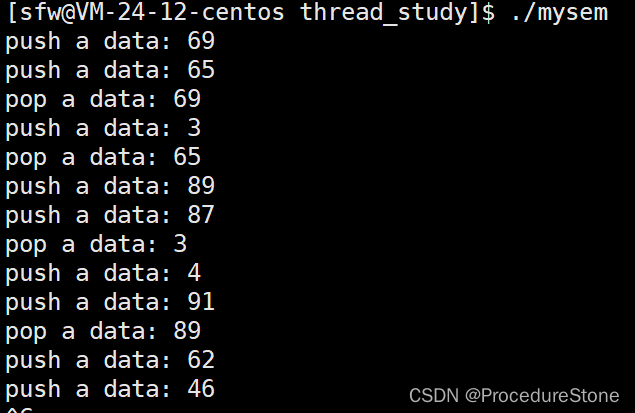 [sfw@VM-24-12-centos thread_study]$ ./mysem
push a data: 69
push a data: 65
pop a data: 69
push a data: 3
pop a data: 65
push a data: 89
push a data: 87
pop a data: 3
push a data: 4
push a data: 91
pop a data: 89
push a data: 62
push a data: 46
CSDN @ProcedureStone